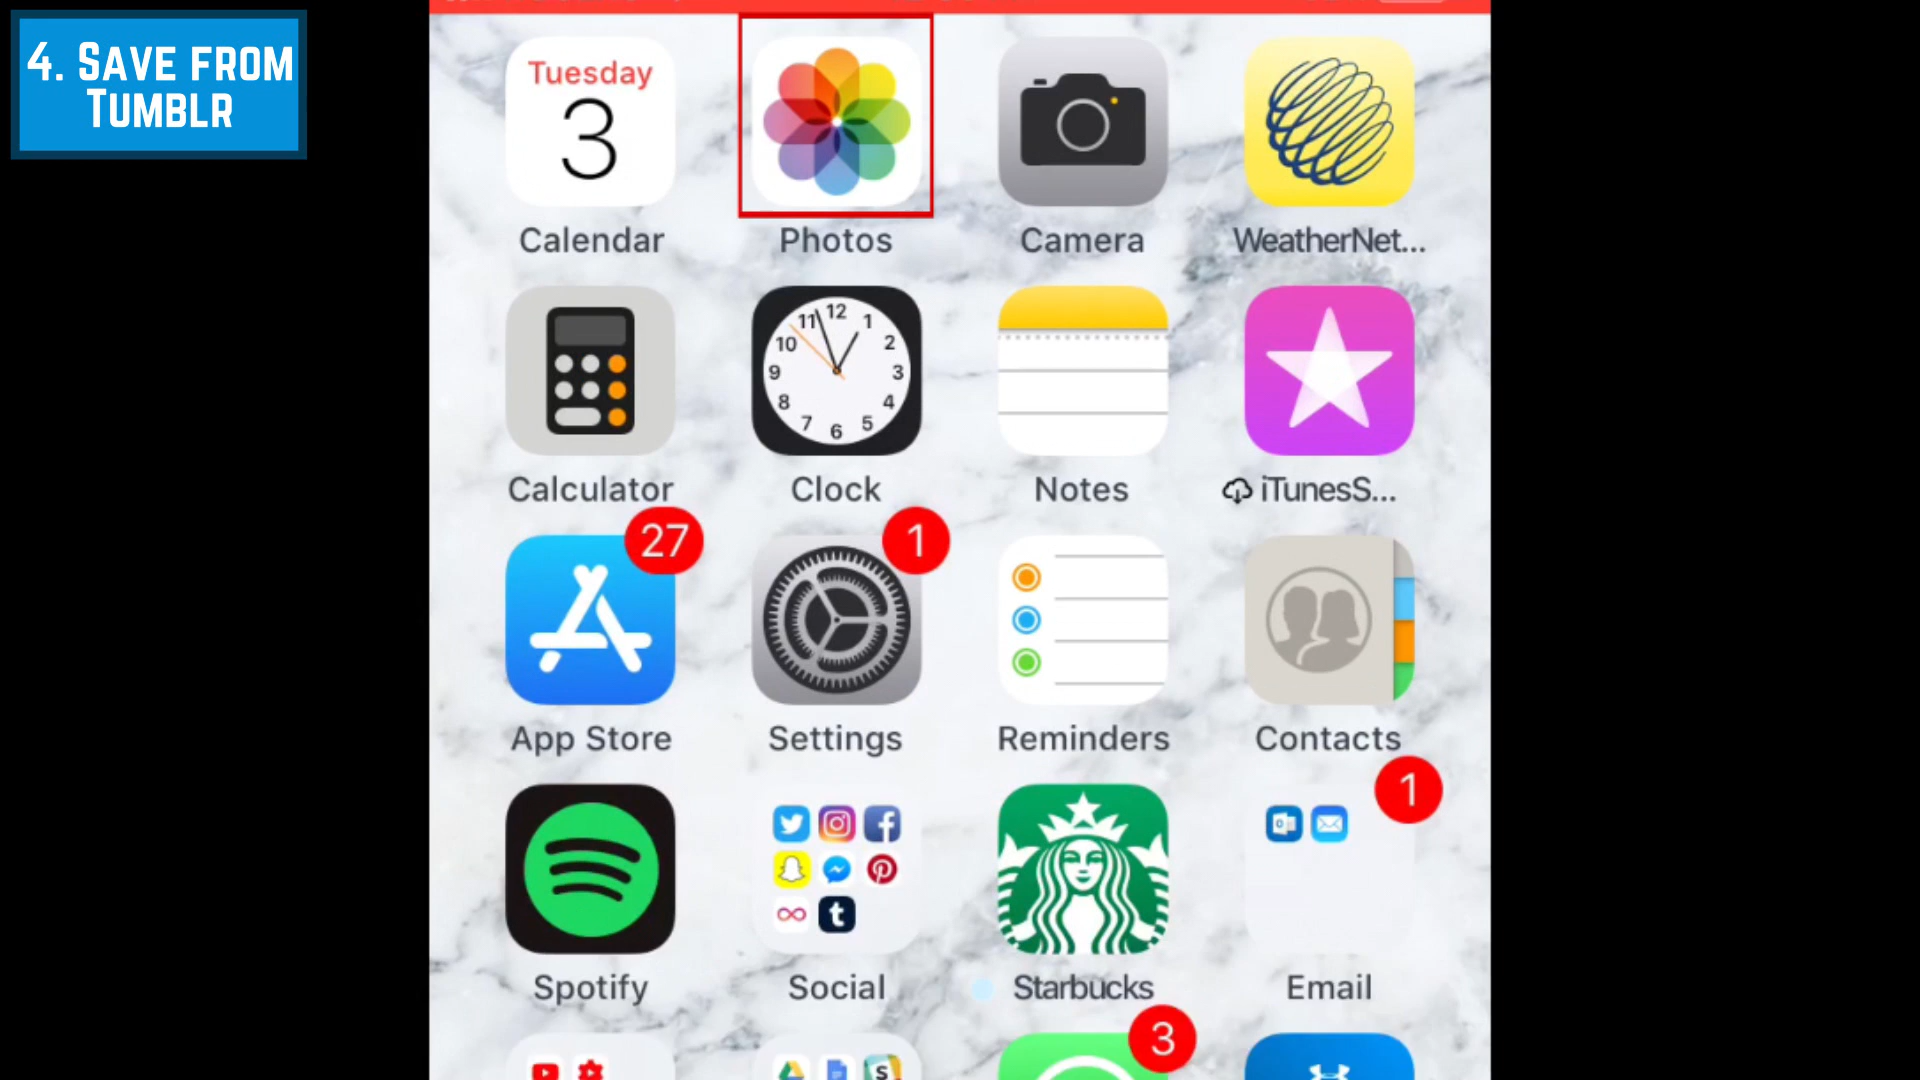 4. SAVE FROM
TUMBLR
Tuesday
3
Calendar
Photos
Camera
WeatherNet...
12
11
1
10
2
9
3
8
4
7
5
6
Calculator
Clock
Notes
iTunesS...
27
1
App Store
Settings
Reminders
Contacts
1
Spotify
Social
Starbucks
Email
3